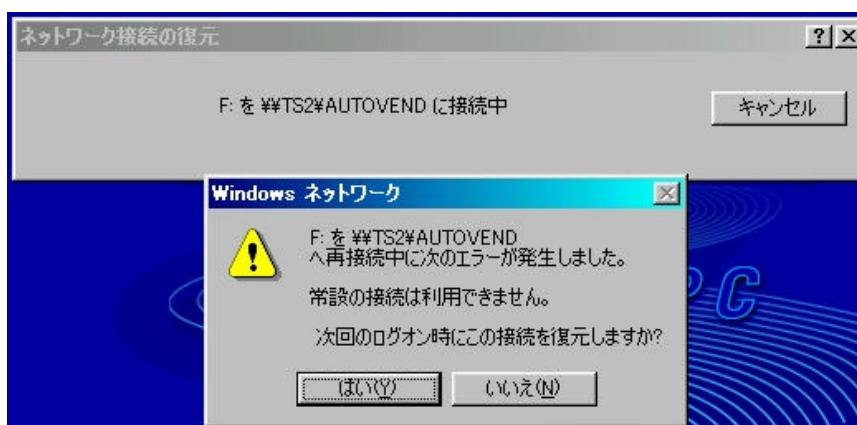 ネットワーク接続の復元
F: を ¥¥TS2¥AUTOVEND に接続中
キャンセル
Windows ネットワーク
F: を ¥¥TS2¥AUTOVEND
へ再接続中に次のエラーが発生しました。
常設の接続は利用できません。
次回のログオン時にこの接続を復元しますか?
はい(Y)
いいえ(N)
PC